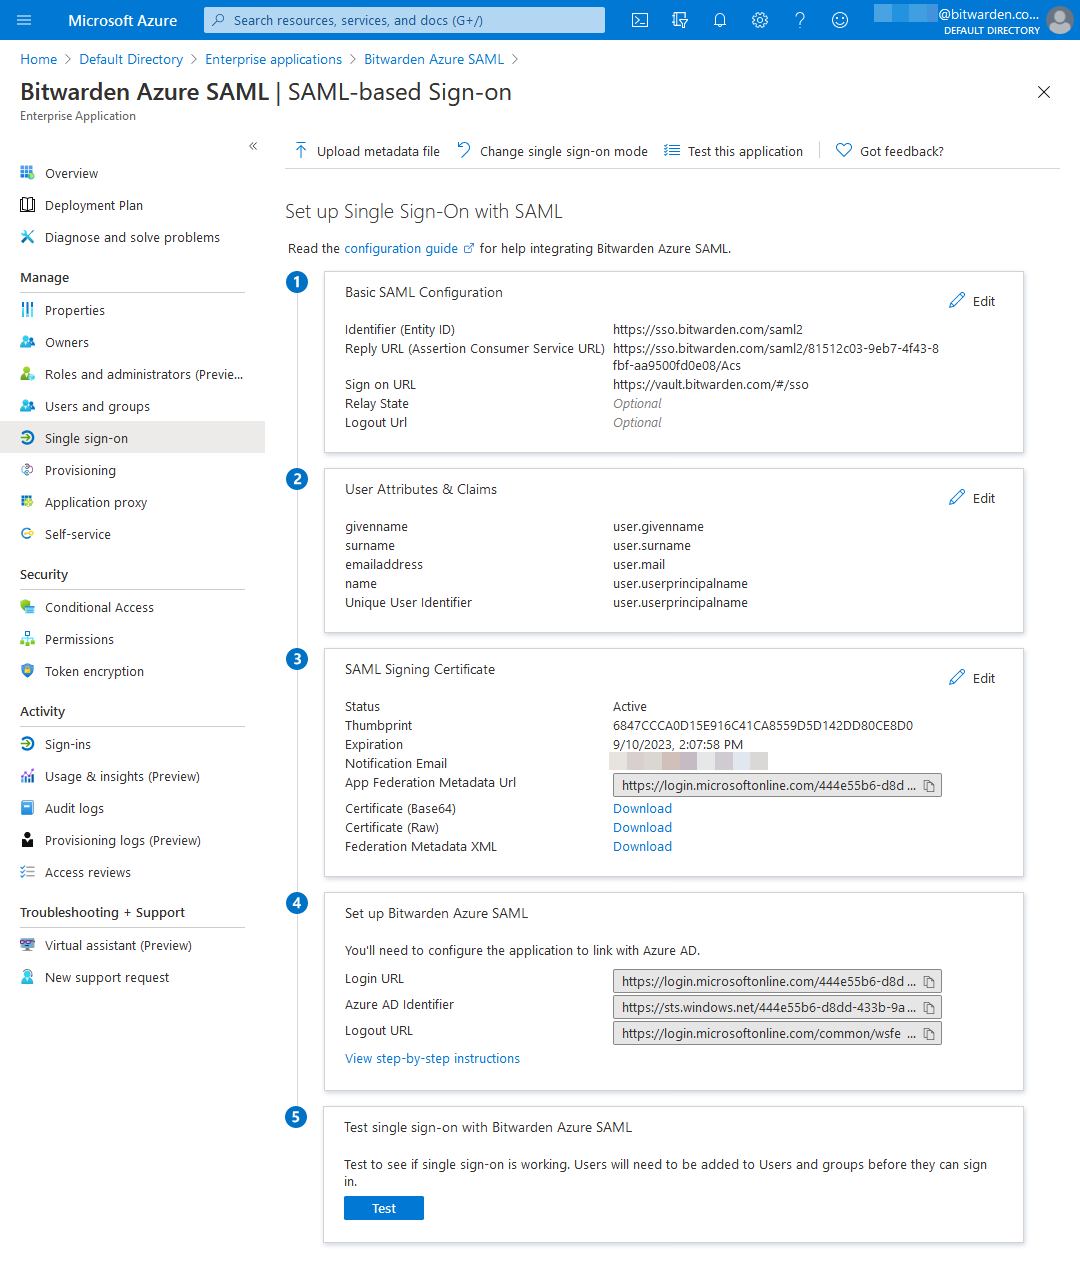 Microsoft Azure
Search resources, services, and docs (G+/)
@bitwarden.co...
DEFAULT DIRECTORY
Home > Default Directory > Enterprise applications > Bitwarden Azure SAML >
Bitwarden Azure SAML | SAML-based Sign-on
Enterprise Application
«
Overview
Deployment Plan
Diagnose and solve problems
Manage
Properties
Owners
Roles and administrators (Previe...
Users and groups
Single sign-on
Provisioning
Application proxy
Self-service
Security
Conditional Access
Permissions
Token encryption
Activity
Sign-ins
Usage & insights (Preview)
Audit logs
Provisioning logs (Preview)
Access reviews
Troubleshooting + Support
Virtual assistant (Preview)
New support request
Upload metadata file Change single sign-on mode Test this application Got feedback?
Set up Single Sign-On with SAML
Read the configuration guide for help integrating Bitwarden Azure SAML.
1
Basic SAML Configuration
Edit
Identifier (Entity ID) https://sso.bitwarden.com/saml2
Reply URL (Assertion Consumer Service URL) https://sso.bitwarden.com/saml2/81512c03-9eb7-4f43-8
fbf-aa9500fd0e08/Acs
Sign on URL https://vault.bitwarden.com/#/sso
Relay State Optional
Logout Url Optional
2
User Attributes & Claims
Edit
givenname user.givenname
surname user.surname
emailaddress user.mail
name user.userprincipalname
Unique User Identifier user.userprincipalname
3
SAML Signing Certificate
Edit
Status Active
Thumbprint 6847CCCA0D15E916C41CA8559D5D142DD80CE8D0
Expiration 9/10/2023, 2:07:58 PM
Notification Email
App Federation Metadata Url https://login.microsoftonline.com/444e55b6-d8d ...
Certificate (Base64) Download
Certificate (Raw) Download
Federation Metadata XML Download
4
Set up Bitwarden Azure SAML
You'll need to configure the application to link with Azure AD.
Login URL https://login.microsoftonline.com/444e55b6-d8d ...
Azure AD Identifier https://sts.windows.net/444e55b6-d8dd-433b-9a...
Logout URL https://login.microsoftonline.com/common/wsfe ...
View step-by-step instructions
5
Test single sign-on with Bitwarden Azure SAML
Test to see if single sign-on is working. Users will need to be added to Users and groups before they can sign
in.
Test